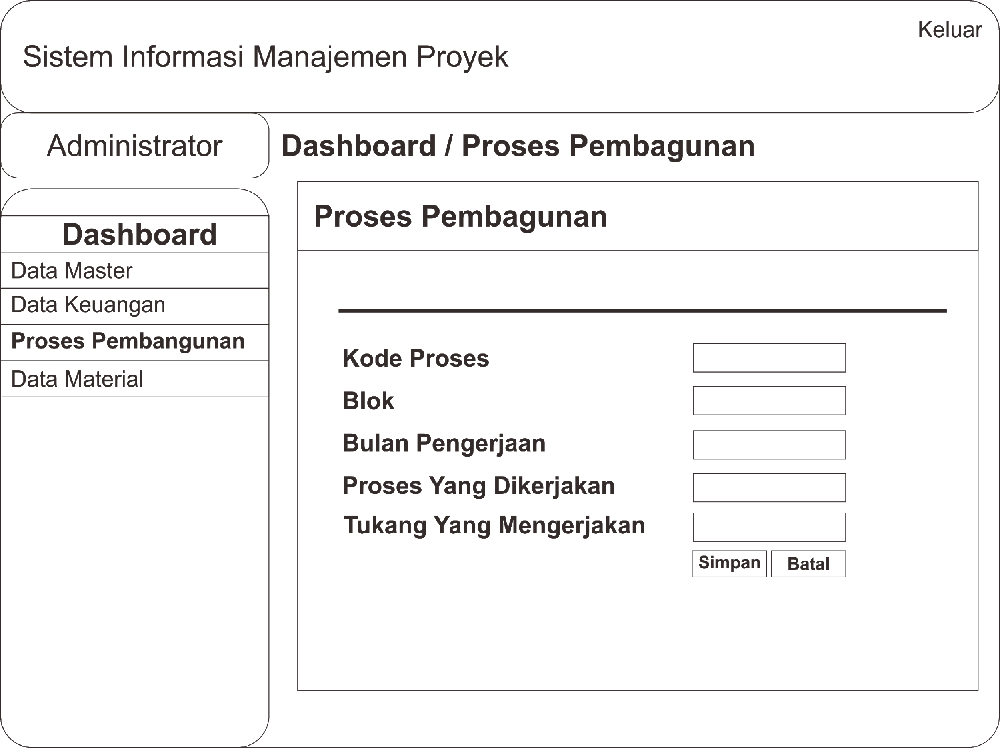 Keluar
Sistem Informasi Manajemen Proyek
Administrator
Dashboard / Proses Pembagunan
Dashboard
Data Master
Data Keuangan
Proses Pembangunan
Data Material
Proses Pembagunan
Kode Proses
Blok
Bulan Pengerjaan
Proses Yang Dikerjakan
Tukang Yang Mengerjakan
Simpan Batal